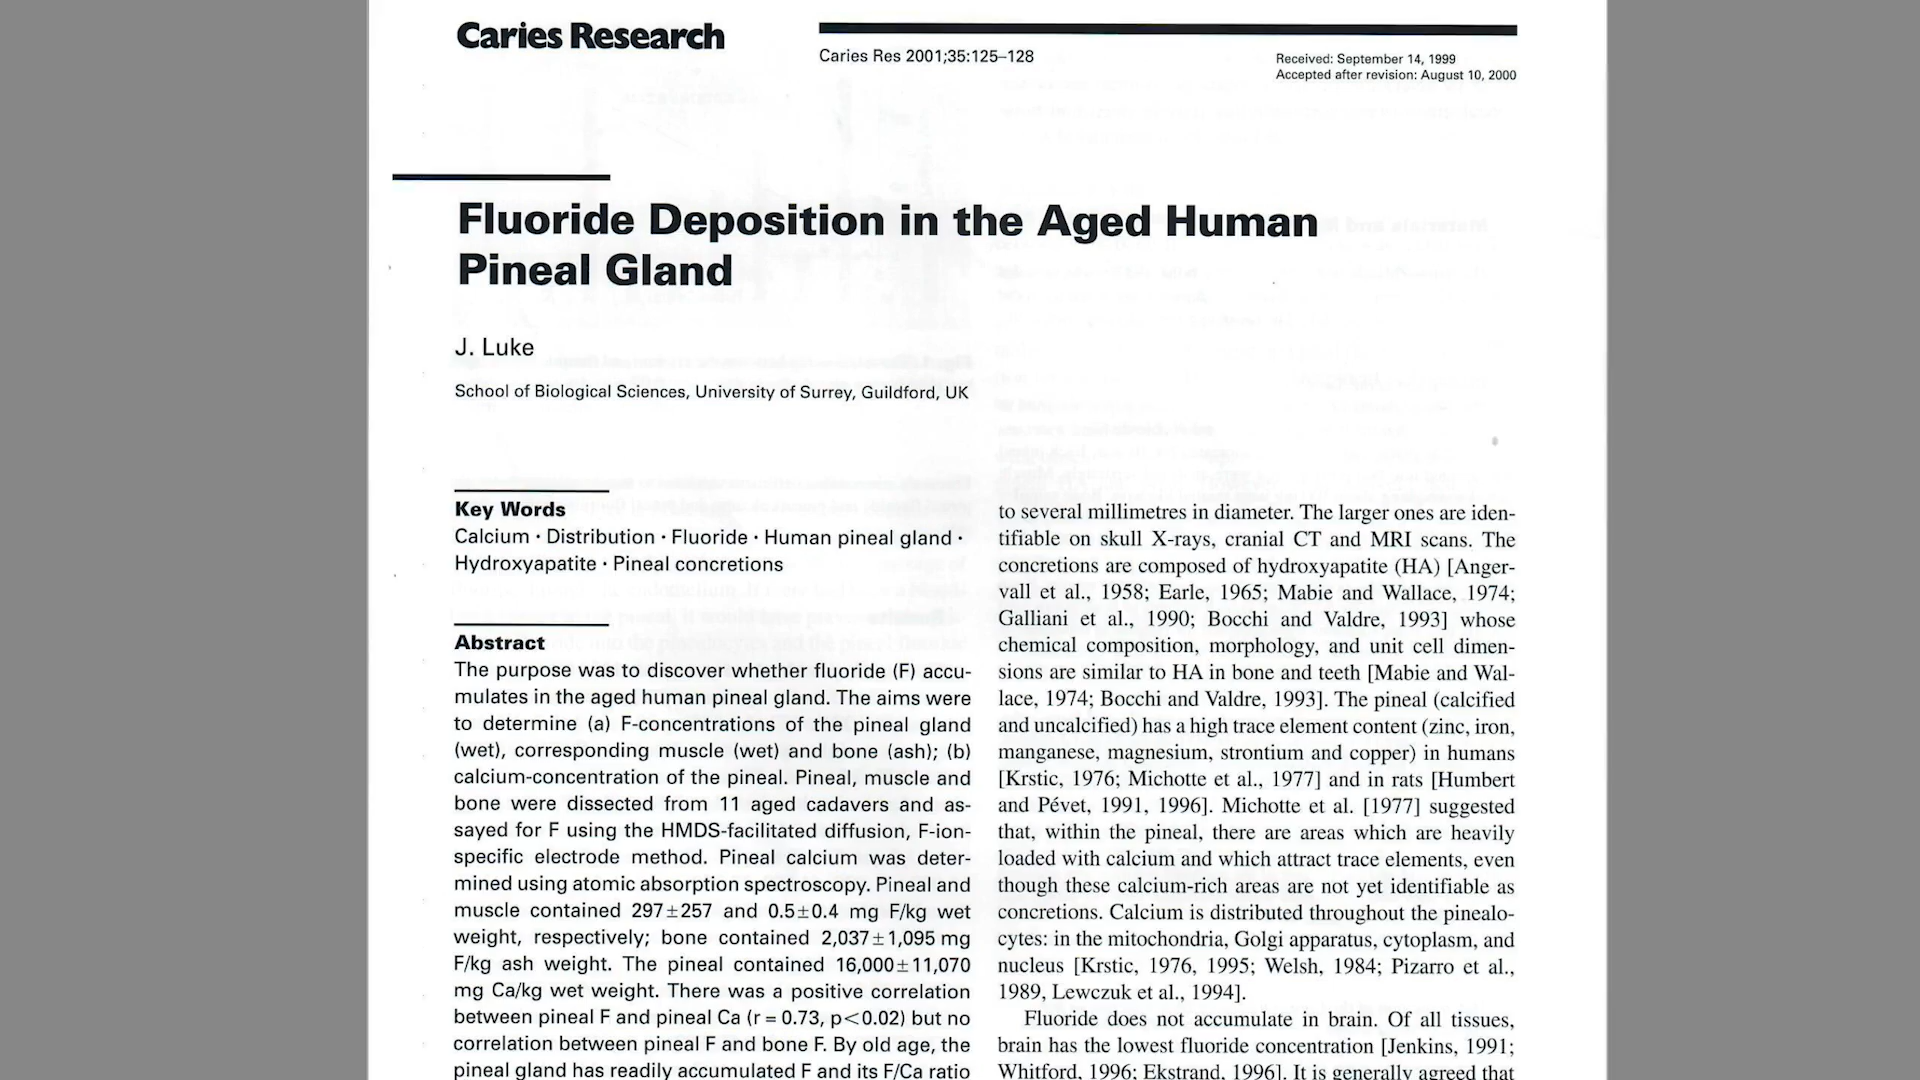 Caries Research
Caries Res 2001;35:125–128
Received: September 14, 1999
Accepted after revision: August 10, 2000
Fluoride Deposition in the Aged Human
Pineal Gland
J. Luke
School of Biological Sciences, University of Surrey, Guildford, UK
Key Words
Calcium · Distribution · Fluoride · Human pineal gland ·
Hydroxyapatite · Pineal concretions
Abstract
The purpose was to discover whether fluoride (F) accu-
mulates in the aged human pineal gland. The aims were
to determine (a) F-concentrations of the pineal gland
(wet), corresponding muscle (wet) and bone (ash); (b)
calcium-concentration of the pineal. Pineal, muscle and
bone were dissected from 11 aged cadavers and as-
sayed for F using the HMDS-facilitated diffusion, F-ion-
specific electrode method. Pineal calcium was deter-
mined using atomic absorption spectroscopy. Pineal and
muscle contained 297±257 and 0.5±0.4 mg F/kg wet
weight, respectively; bone contained 2,037±1,095 mg
F/kg ash weight. The pineal contained 16,000±11,070
mg Ca/kg wet weight. There was a positive correlation
between pineal F and pineal Ca (r = 0.73, p<0.02) but no
correlation between pineal F and bone F. By old age, the
pineal gland has readily accumulated F and its F/Ca ratio
to several millimetres in diameter. The larger ones are iden-
tifiable on skull X-rays, cranial CT and MRI scans. The
concretions are composed of hydroxyapatite (HA) [Anger-
vall et al., 1958; Earle, 1965; Mabie and Wallace, 1974;
Galliani et al., 1990; Bocchi and Valdre, 1993] whose
chemical composition, morphology, and unit cell dimen-
sions are similar to HA in bone and teeth [Mabie and Wal-
lace, 1974; Bocchi and Valdre, 1993]. The pineal (calcified
and uncalcified) has a high trace element content (zinc, iron,
manganese, magnesium, strontium and copper) in humans
[Krstic, 1976; Michotte et al., 1977] and in rats [Humbert
and Pévet, 1991, 1996]. Michotte et al. [1977] suggested
that, within the pineal, there are areas which are heavily
loaded with calcium and which attract trace elements, even
though these calcium-rich areas are not yet identifiable as
concretions. Calcium is distributed throughout the pinealo-
cytes: in the mitochondria, Golgi apparatus, cytoplasm, and
nucleus [Krstic, 1976, 1995; Welsh, 1984; Pizarro et al.,
1989, Lewczuk et al., 1994].
Fluoride does not accumulate in brain. Of all tissues,
brain has the lowest fluoride concentration [Jenkins, 1991;
Whitford, 1996; Ekstrand, 1996]. It is generally agreed that